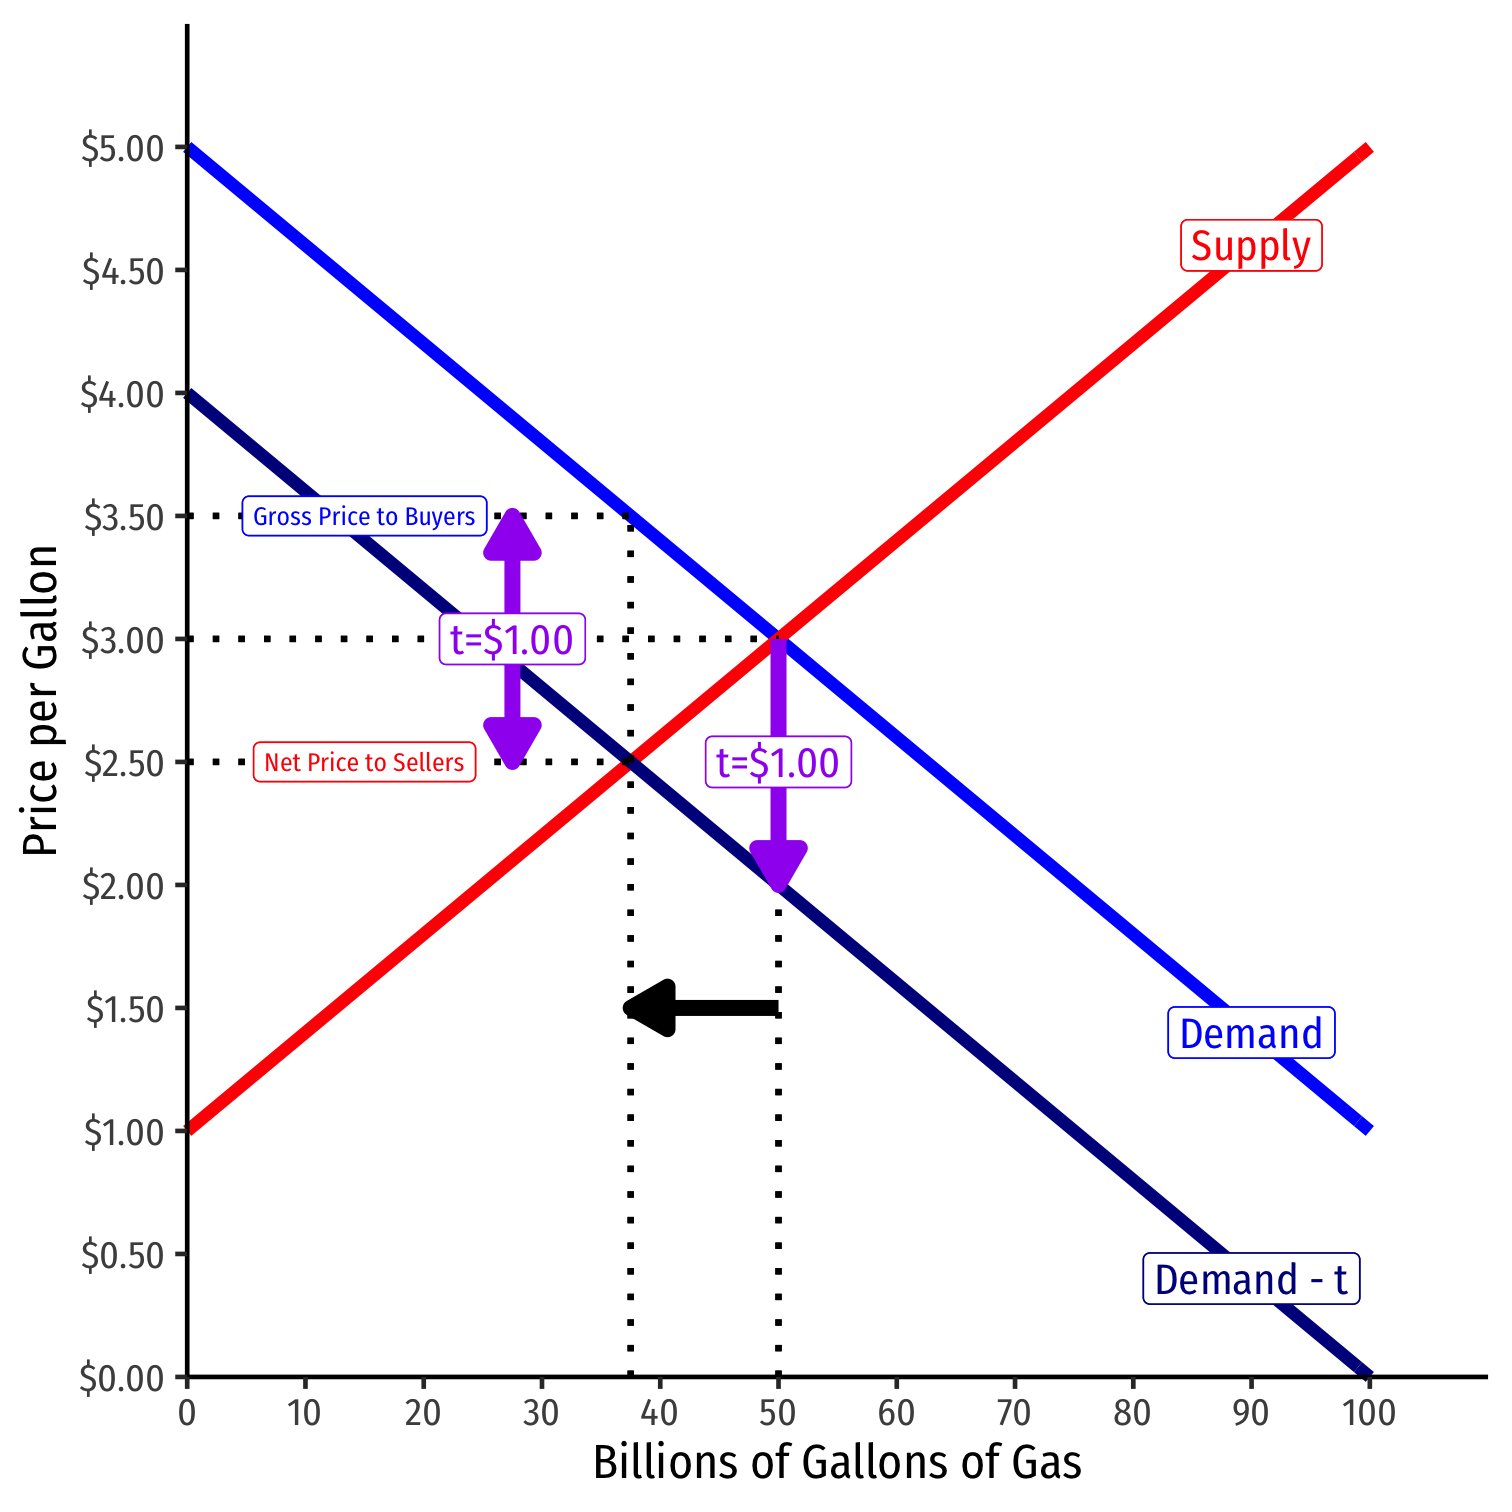 $5.00
$4.50
$4.00
$3.50
$3.00
$2.50
$2.00
$1.50
$1.00
$0.50
$0.00
Price per Gallon
Supply
Gross Price to Buyers
t=$1.00
Net Price to Sellers
t=$1.00
Demand
Demand - t
0 10 20 30 40 50 60 70 80 90 100
Billions of Gallons of Gas